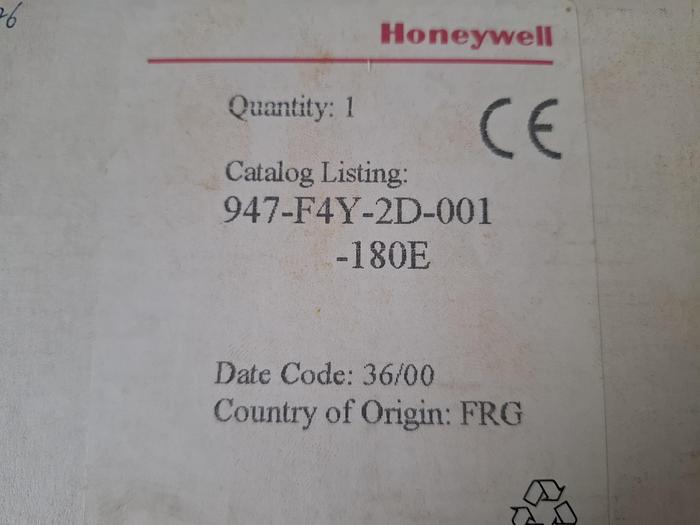 Honeywell
Quantity: 1
CE
Catalog Listing:
947-F4Y-2D-001
-180E
Date Code: 36/00
Country of Origin: FRG